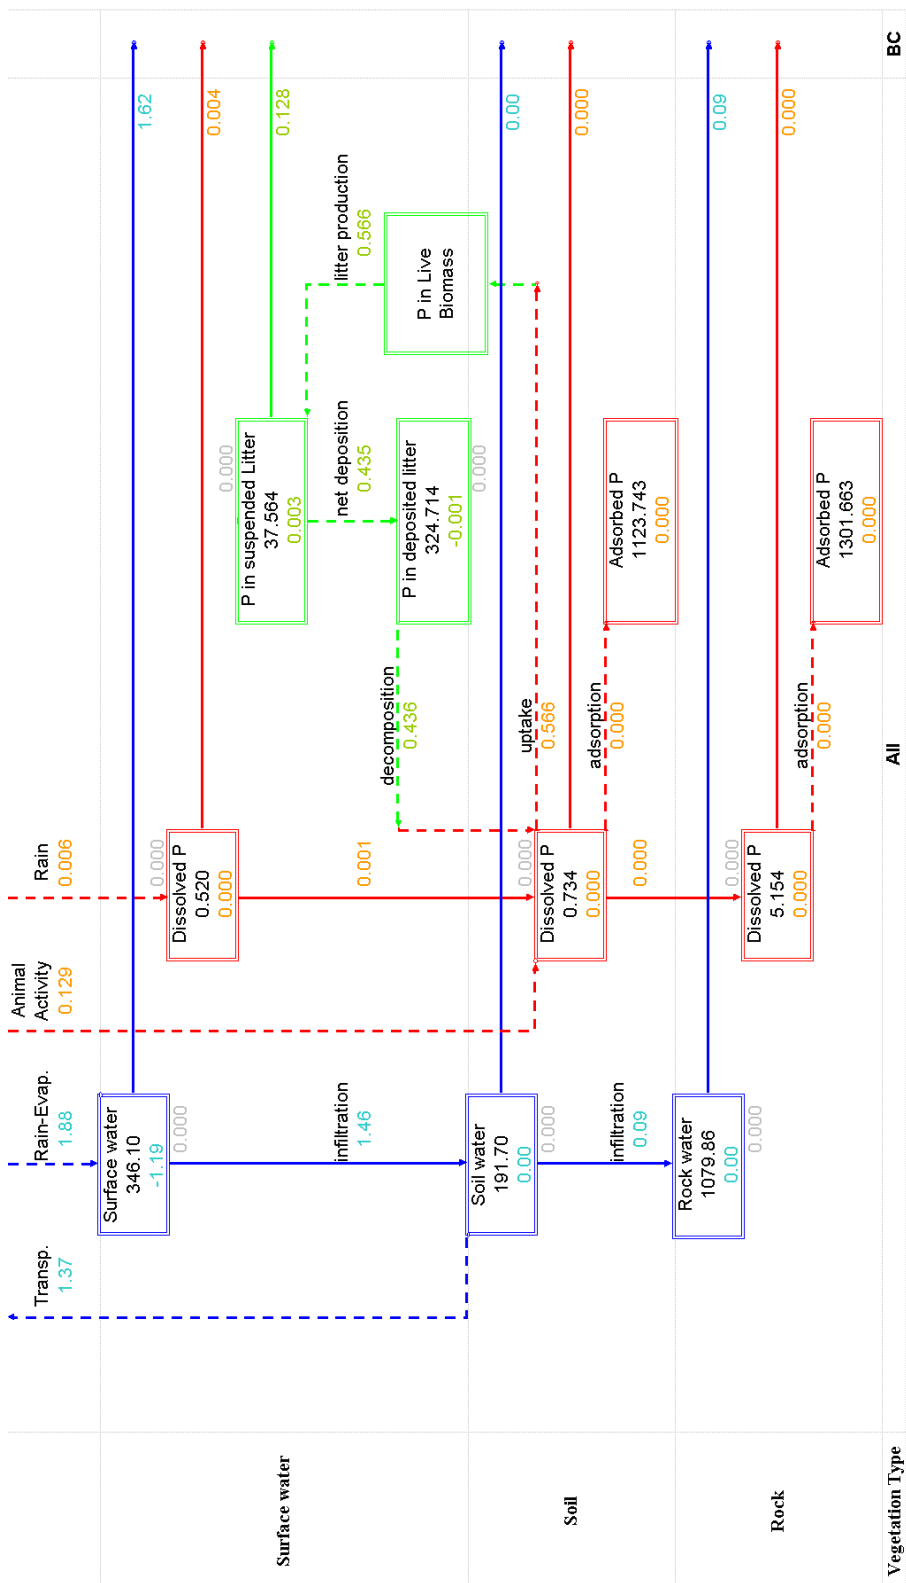 Transp.
1.37
Rain-Evap.
1.88
Animal
Activity
0.129
Rain
0.006
Surface water
Surface water
346.10
-1.19
0.000
1.62
Dissolved P
0.520
0.000
0.000
0.004
P in suspended Litter
37.564
0.003
0.000
0.128
litter production
0.566
net deposition
0.435
P in Live
Biomass
infiltration
1.46
0.001
decomposition
0.436
P in deposited litter
324.714
-0.001
0.000
Soil
Soil water
191.70
0.00
0.000
0.00
Dissolved P
0.734
0.000
0.000
uptake
0.566
0.000
adsorption
0.000
Adsorbed P
1123.743
0.000
infiltration
0.09
0.000
Rock
Rock water
1079.86
0.00
0.000
0.09
Dissolved P
5.154
0.000
0.000
0.000
adsorption
0.000
Adsorbed P
1301.663
0.000
Vegetation Type
All
BC